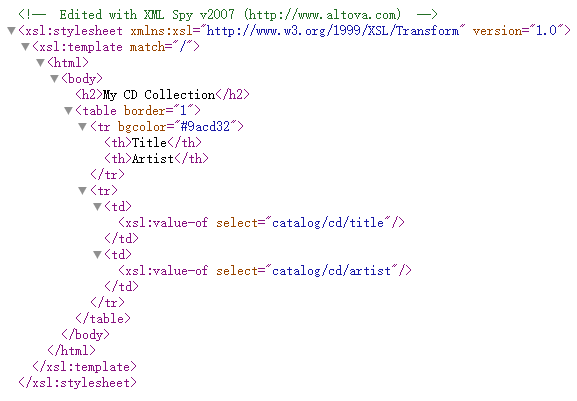 <!-- Edited with XML Spy v2007 (http://www.altova.com) -->
<xsl:stylesheet xmlns:xsl="http://www.w3.org/1999/XSL/Transform" version="1.0">
<xsl:template match="/">
<html>
<body>
<h2>My CD Collection</h2>
<table border="1">
<tr bgcolor="#9acd32">
<th>Title</th>
<th>Artist</th>
</tr>
<tr>
<td>
<xsl:value-of select="catalog/cd/title"/>
</td>
<td>
<xsl:value-of select="catalog/cd/artist"/>
</td>
</tr>
</table>
</body>
</html>
</xsl:template>
</xsl:stylesheet>